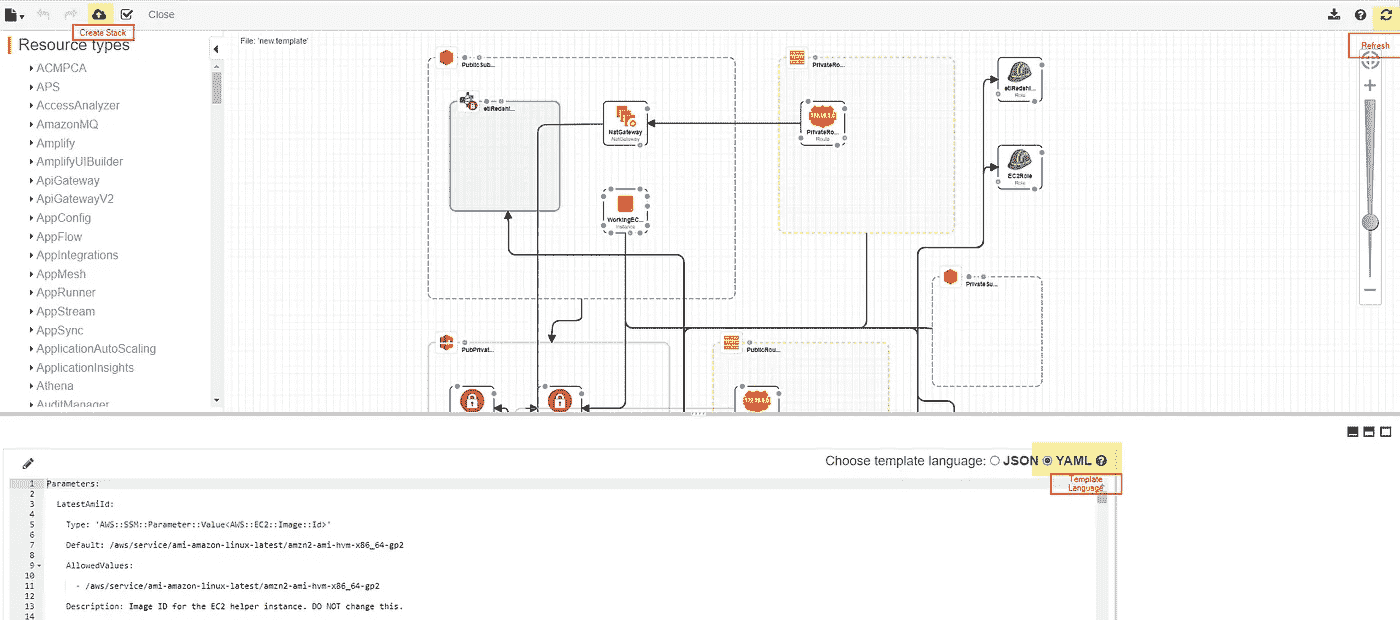 Close
Create Stack
Refresh
Resource types
ACMPCA
APS
AccessAnalyzer
AmazonMQ
Amplify
AmplifyUIBuilder
ApiGateway
ApiGatewayV2
AppConfig
AppFlow
AppIntegrations
AppMesh
AppRunner
AppStream
AppSync
ApplicationAutoScaling
ApplicationInsights
Athena
AuditManager
File: 'new.template'
PublicSub...
PrivateRo...
etlRedshi...
NatGateway
NatGateway
PrivateRo...
Route
etlRedshi...
Role
EC2Role
Role
WorkingEC...
Instance
PrivateSu...
PubPrivat...
PublicRou...
Choose template language: JSON YAML
Template
Language
1 Parameters:
2
3 LatestAmiId:
4
5 Type: 'AWS::SSM::Parameter::Value<AWS::EC2::Image::Id>'
6
7 Default: /aws/service/ami-amazon-linux-latest/amzn2-ami-hvm-x86_64-gp2
8
9 AllowedValues:
10
11 - /aws/service/ami-amazon-linux-latest/amzn2-ami-hvm-x86_64-gp2
12
13 Description: Image ID for the EC2 helper instance. DO NOT change this.
14